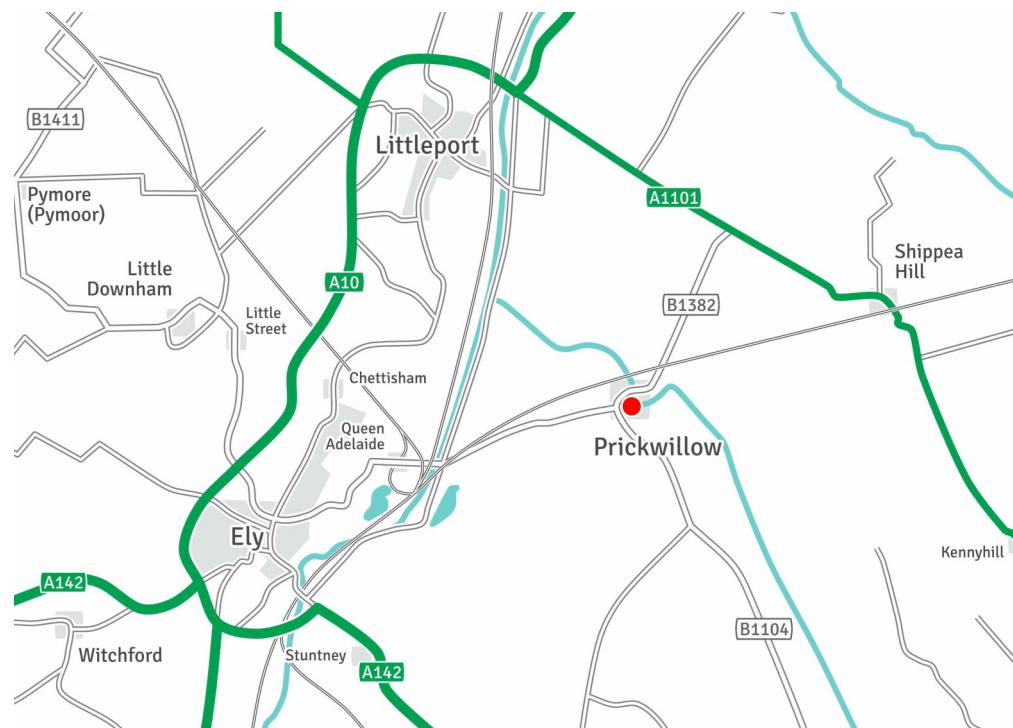 B1411
Littleport
Pymore
(Pymoor)
A1101
Shippea
Hill
Little
Downham
A10
B1382
Little
Street
Chettisham
Queen
Adelaide
Prickwillow
Ely
Kennyhill
A142
B1104
Witchford
Stuntney
A142